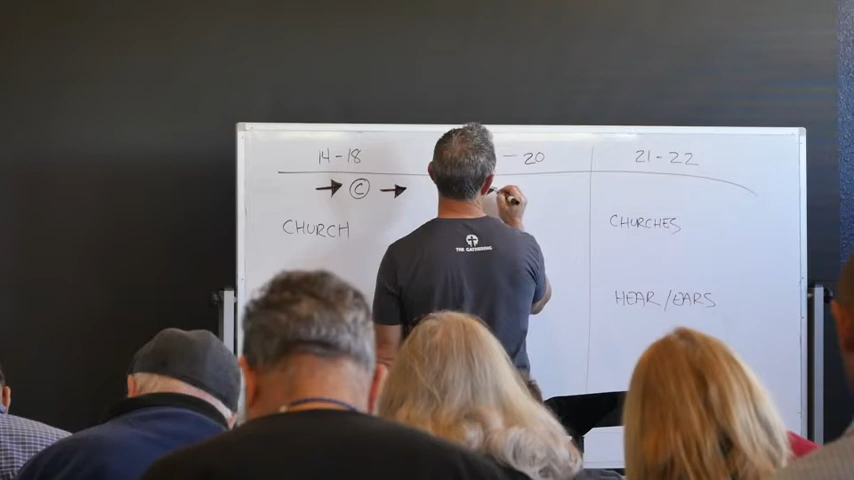 14-18
-20
21-22
→ C →
CHURCH
CHURCHES
THE GATHERING
HEAR/EARS